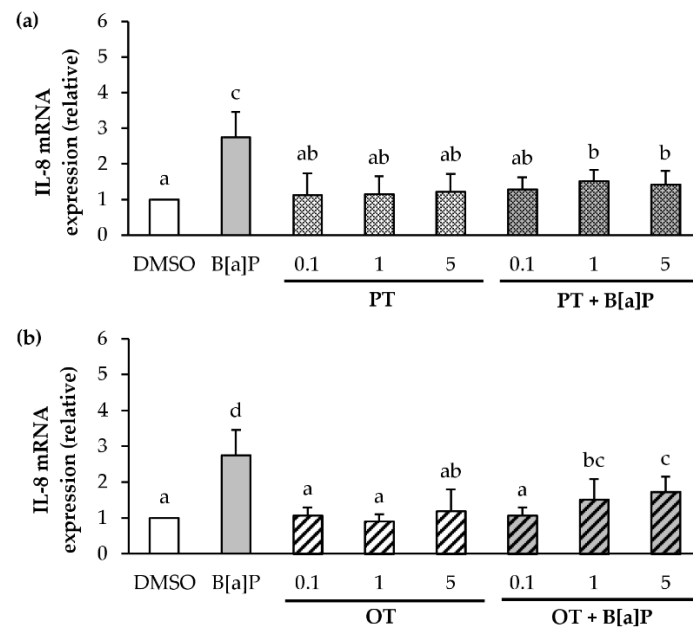 (a)
IL-8 mRNA
expression (relative)
6
5
4
3
2
1
0
a
c
ab
ab
ab
ab
b
b
DMSO B[a]P 0.1 1 5 0.1 1 5
PT PT + B[a]P
(b)
IL-8 mRNA
expression (relative)
6
5
4
3
2
1
0
a
d
a
a
ab
a
bc
c
DMSO B[a]P 0.1 1 5 0.1 1 5
OT OT + B[a]P